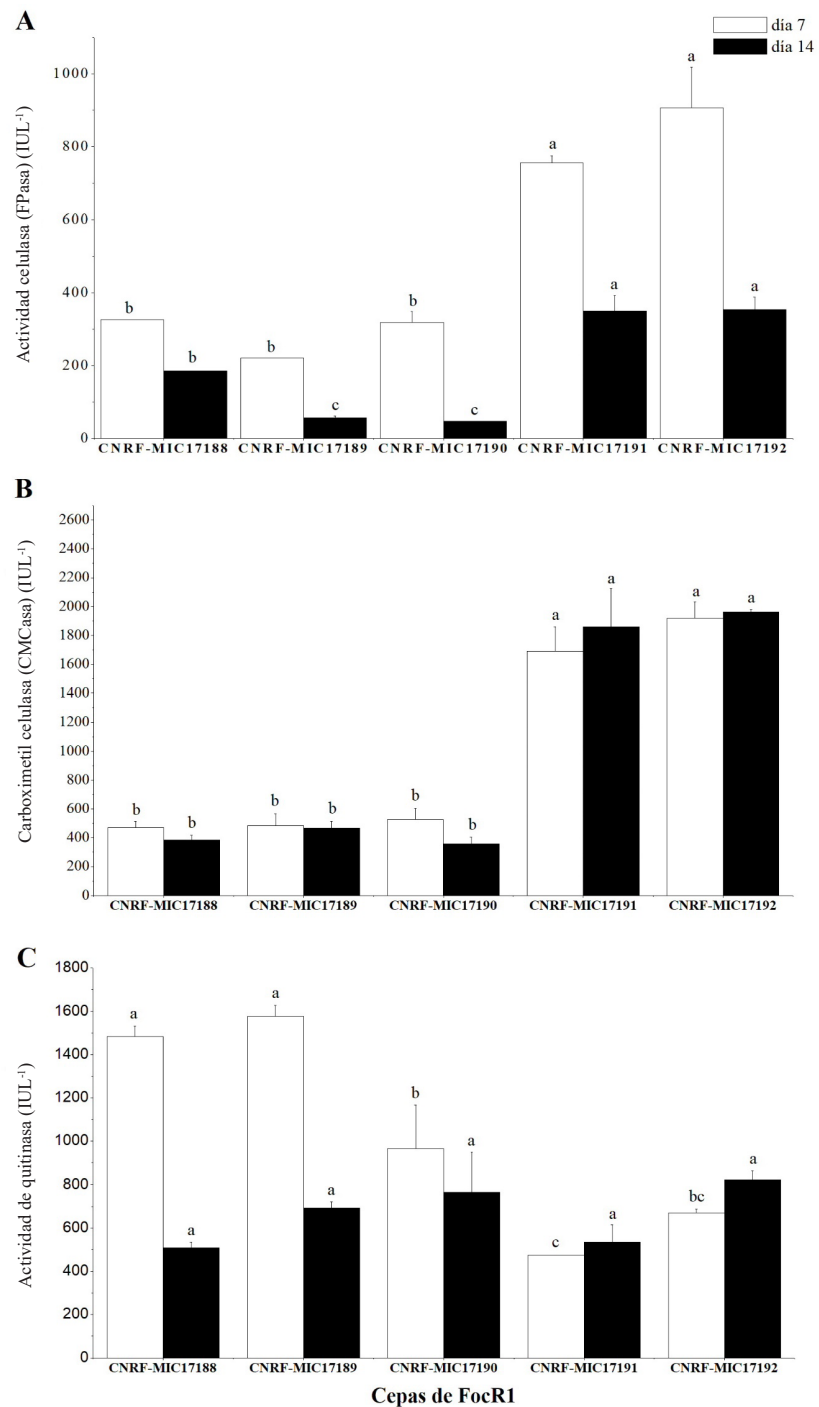 A
día 7
día 14
Actividad celulasa (FPasa) (IUL⁻¹)
1000
800
600
400
200
0
b
b
b
c
b
c
a
a
a
a
CNRF-MIC17188
CNRF-MIC17189
CNRF-MIC17190
CNRF-MIC17191
CNRF-MIC17192
B
Carboximetil celulasa (CMCasa) (IUL⁻¹)
2600
2400
2200
2000
1800
1600
1400
1200
1000
800
600
400
200
0
b
b
b
b
b
b
a
a
a
a
CNRF-MIC17188
CNRF-MIC17189
CNRF-MIC17190
CNRF-MIC17191
CNRF-MIC17192
C
Actividad de quitinasa (IUL⁻¹)
1800
1600
1400
1200
1000
800
600
400
200
0
a
a
a
a
b
a
c
a
bc
a
CNRF-MIC17188
CNRF-MIC17189
CNRF-MIC17190
CNRF-MIC17191
CNRF-MIC17192
Cepas de FocR1